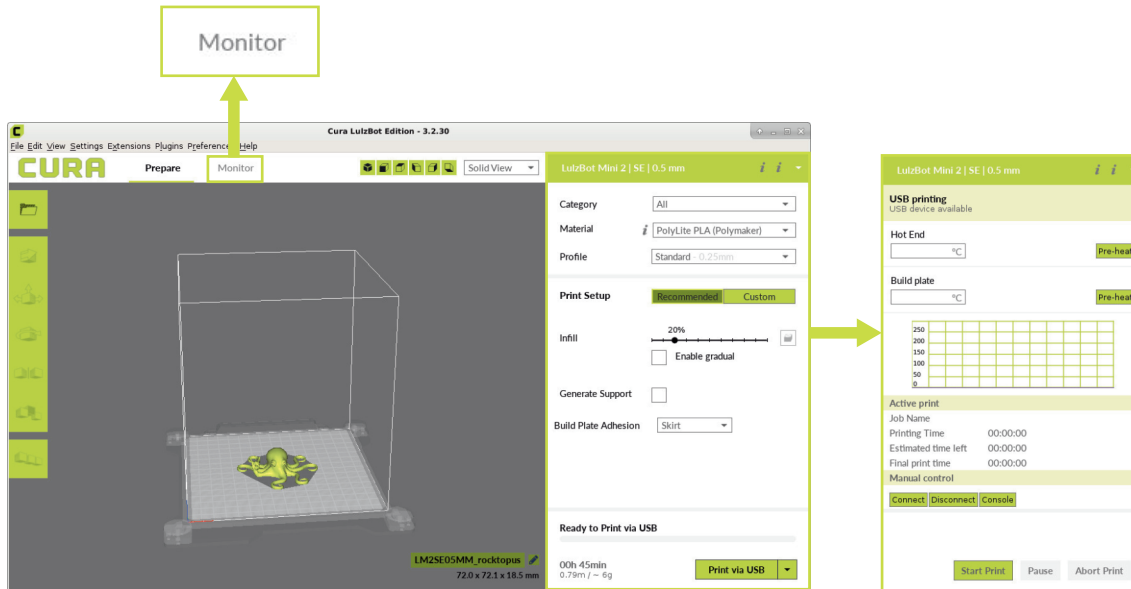 Monitor
Cura LulzBot Edition - 3.2.30
File Edit View Settings Extensions Plugins Preferences Help
CURA Prepare Monitor Solid View
LulzBot Mini 2 | SE | 0.5 mm i i
Category All
Material i PolyLite PLA (Polymaker)
Profile Standard - 0.25mm
Print Setup Recommended Custom
Infill 20%
Enable gradual
Generate Support
Build Plate Adhesion Skirt
Ready to Print via USB
00h 45min
0.79m / ~ 6g
Print via USB
LM2SE05MM_rocktopus
72.0 x 72.1 x 18.5 mm
LulzBot Mini 2 | SE | 0.5 mm i i
USB printing
USB device available
Hot End
°C Pre-heat
Build plate
°C Pre-heat
250
200
150
100
50
0
Active print
Job Name
Printing Time 00:00:00
Estimated time left 00:00:00
Final print time 00:00:00
Manual control
Connect Disconnect Console
Start Print Pause Abort Print